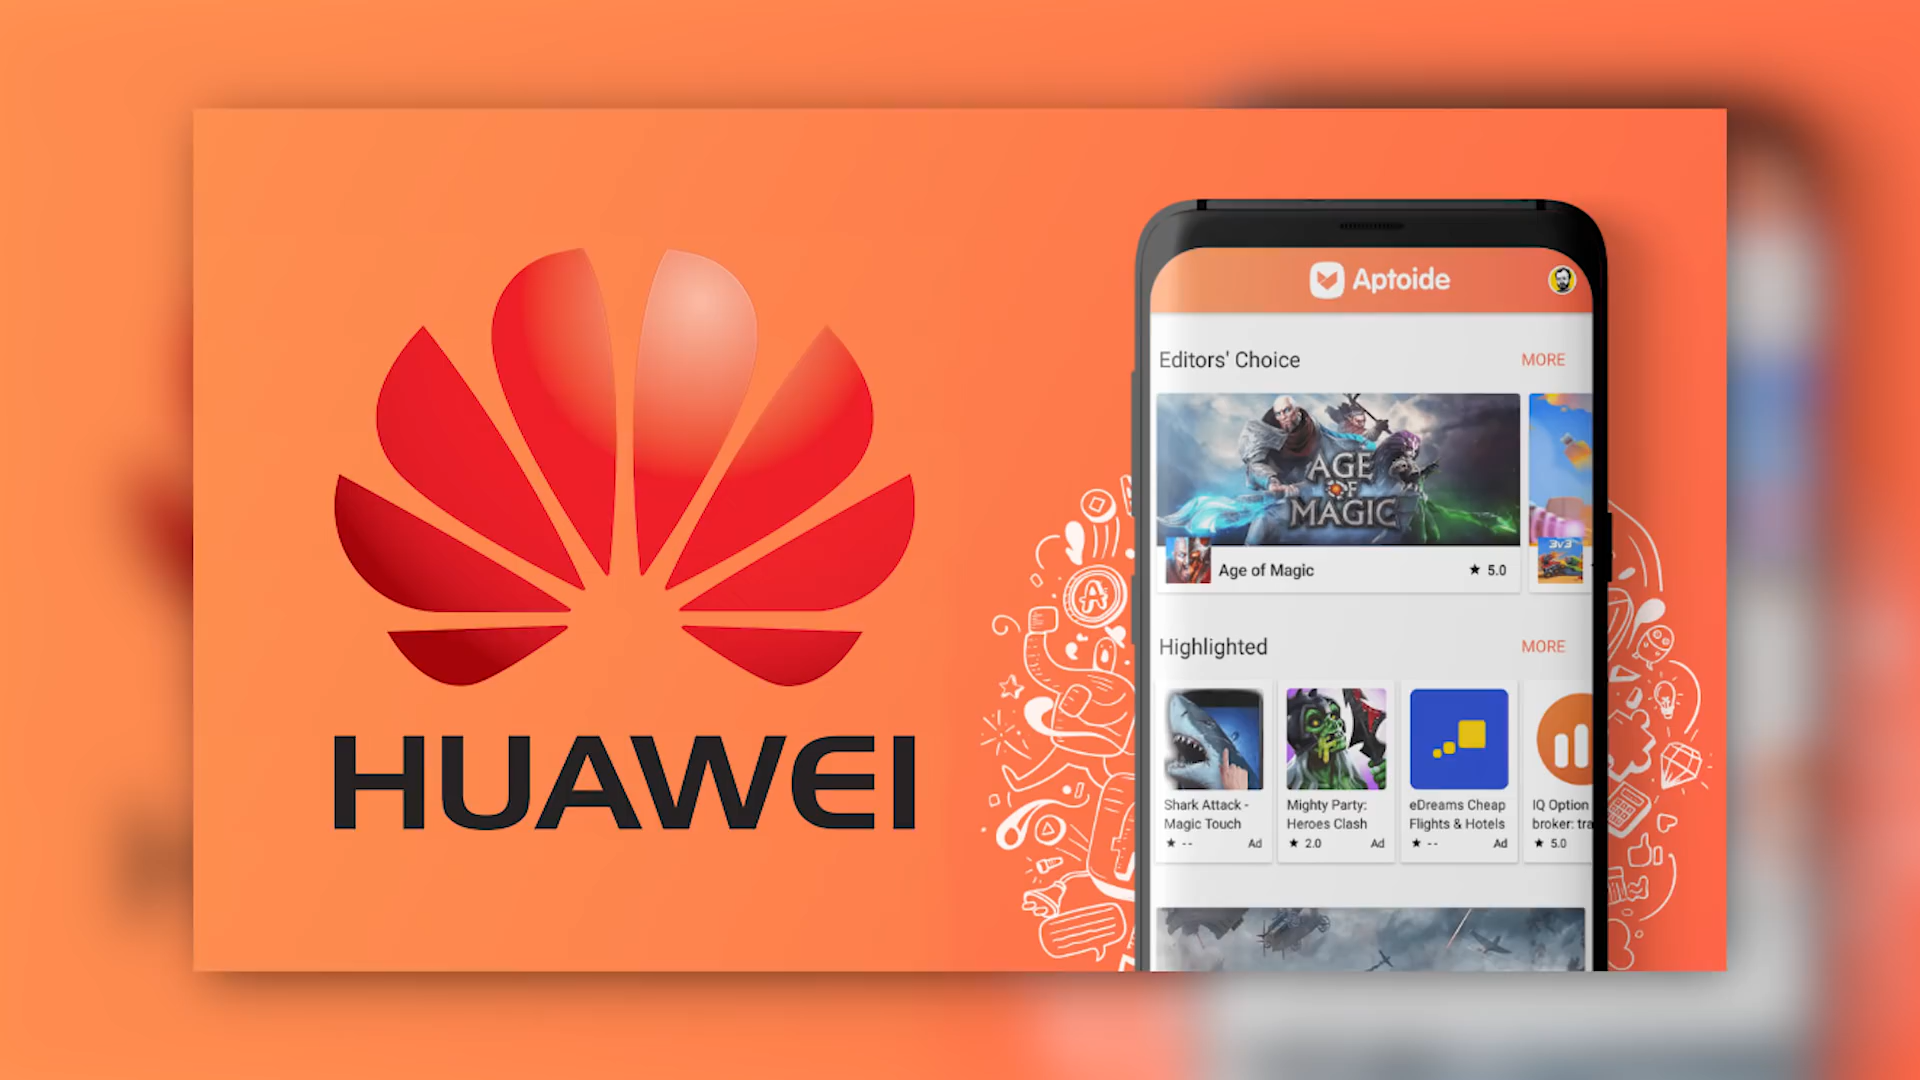 HUAWEI
Aptoide
Editors' Choice
MORE
AGE
OF
MAGIC
3v3
Age of Magic
★ 5.0
Highlighted
MORE
Shark Attack -
Magic Touch
★ --
Ad
Mighty Party:
Heroes Clash
★ 2.0
Ad
eDreams Cheap
Flights & Hotels
★ --
Ad
IQ Option
broker: tra
★ 5.0